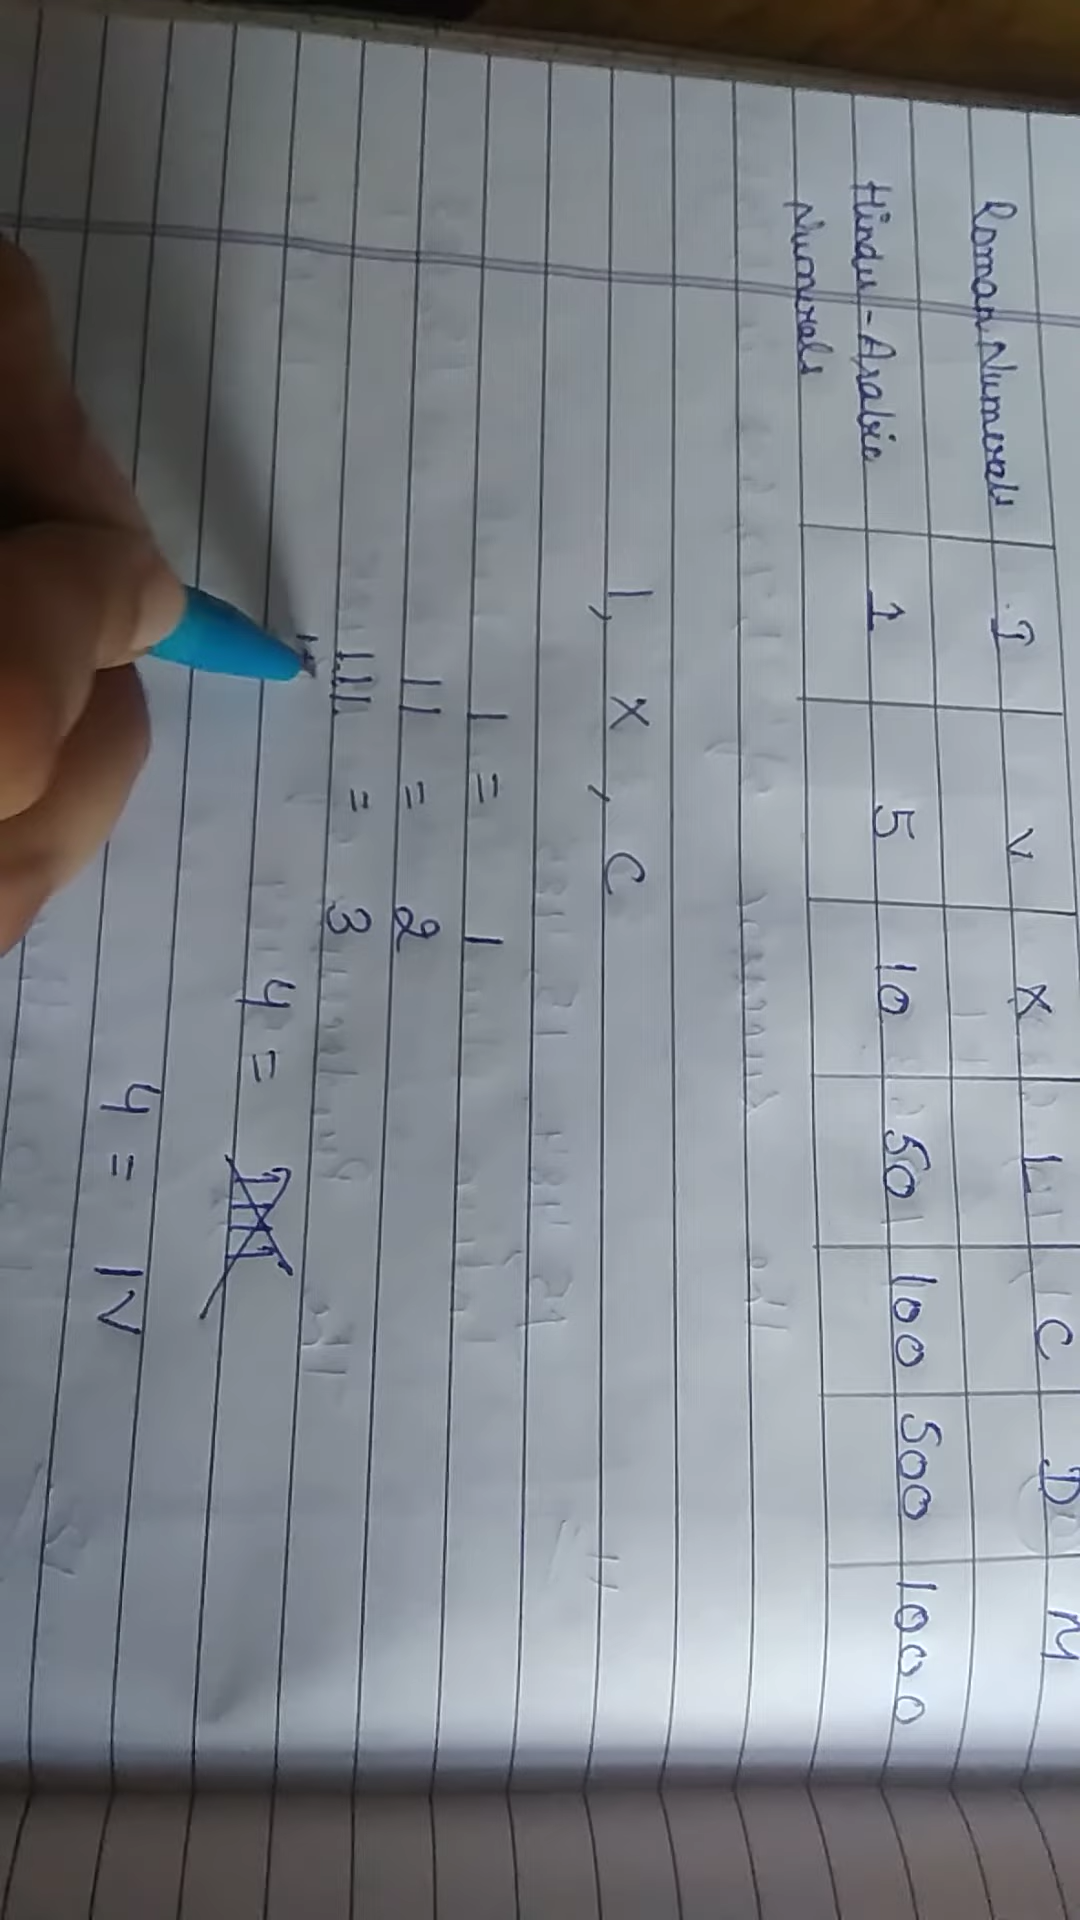 Roman Numerals I V X L C D M
Hindu-Arabic 1 5 10 50 100 500 1000
Numerals
I, X, C
I = 1
II = 2
III = 3
4 =
4 = IV